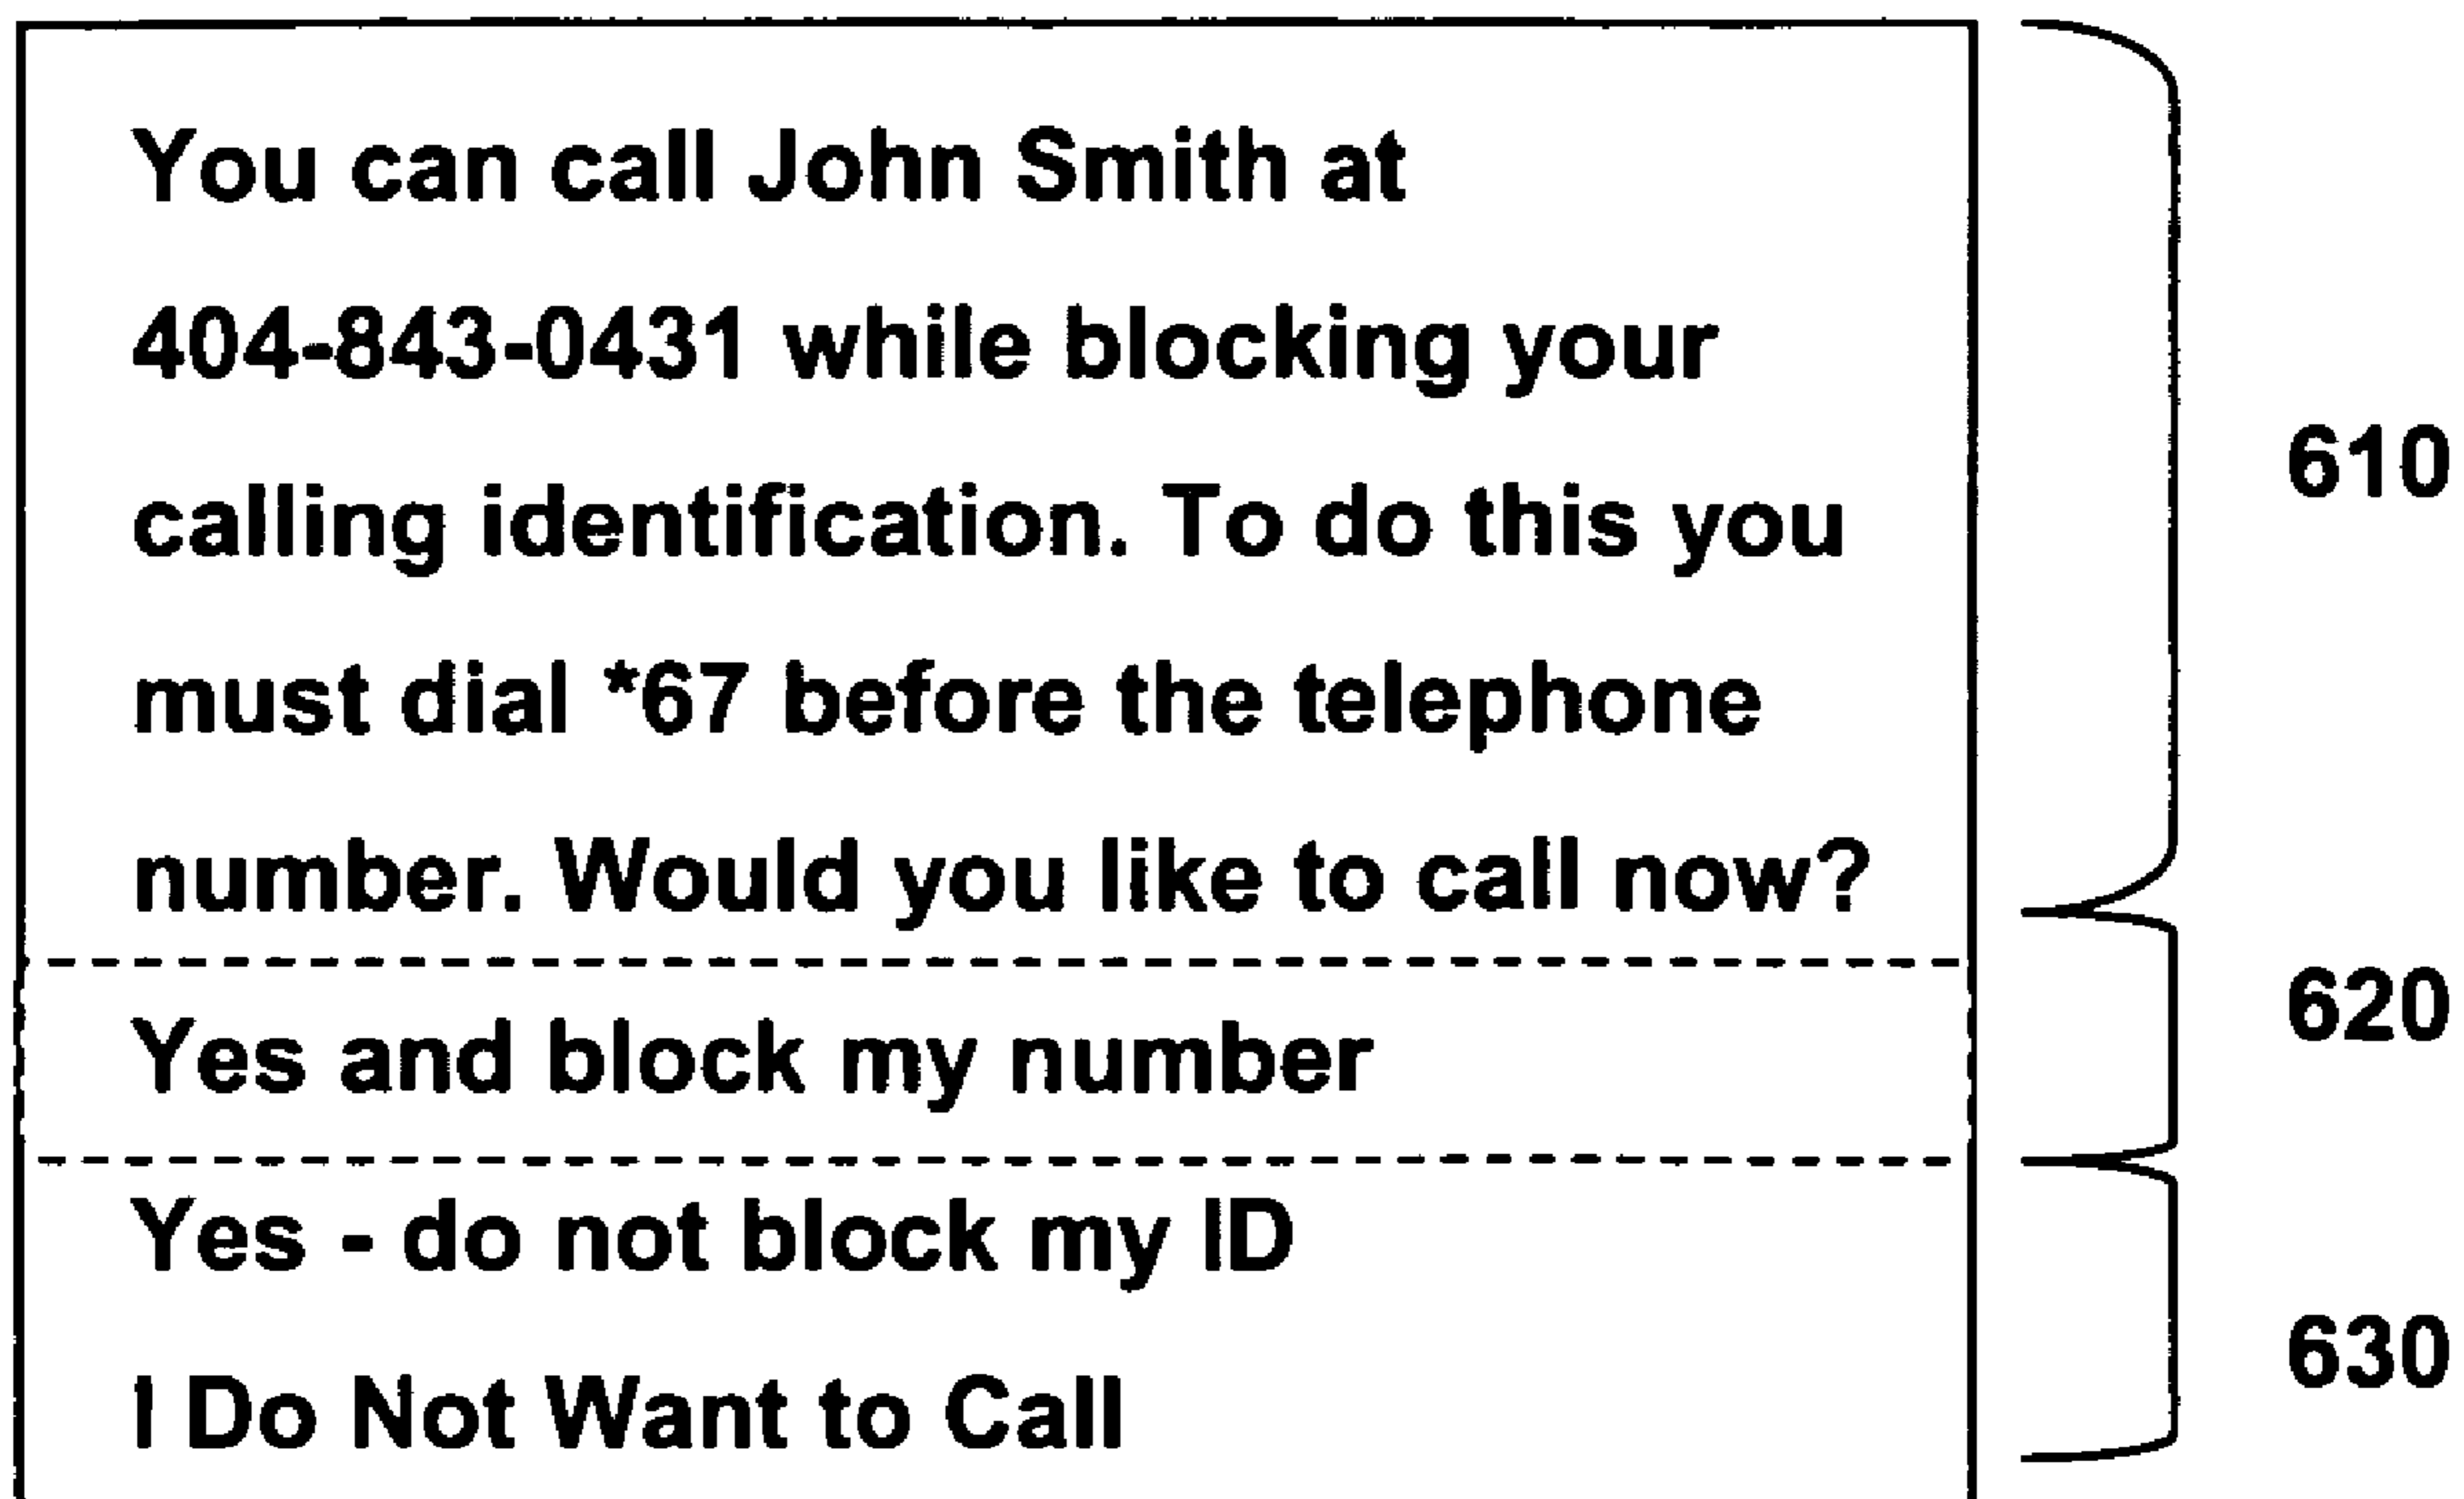 You can call John Smith at
404-843-0431 while blocking your
calling identification. To do this you
must dial *67 before the telephone
number. Would you like to call now?
610
Yes and block my number
620
Yes - do not block my ID
I Do Not Want to Call
630